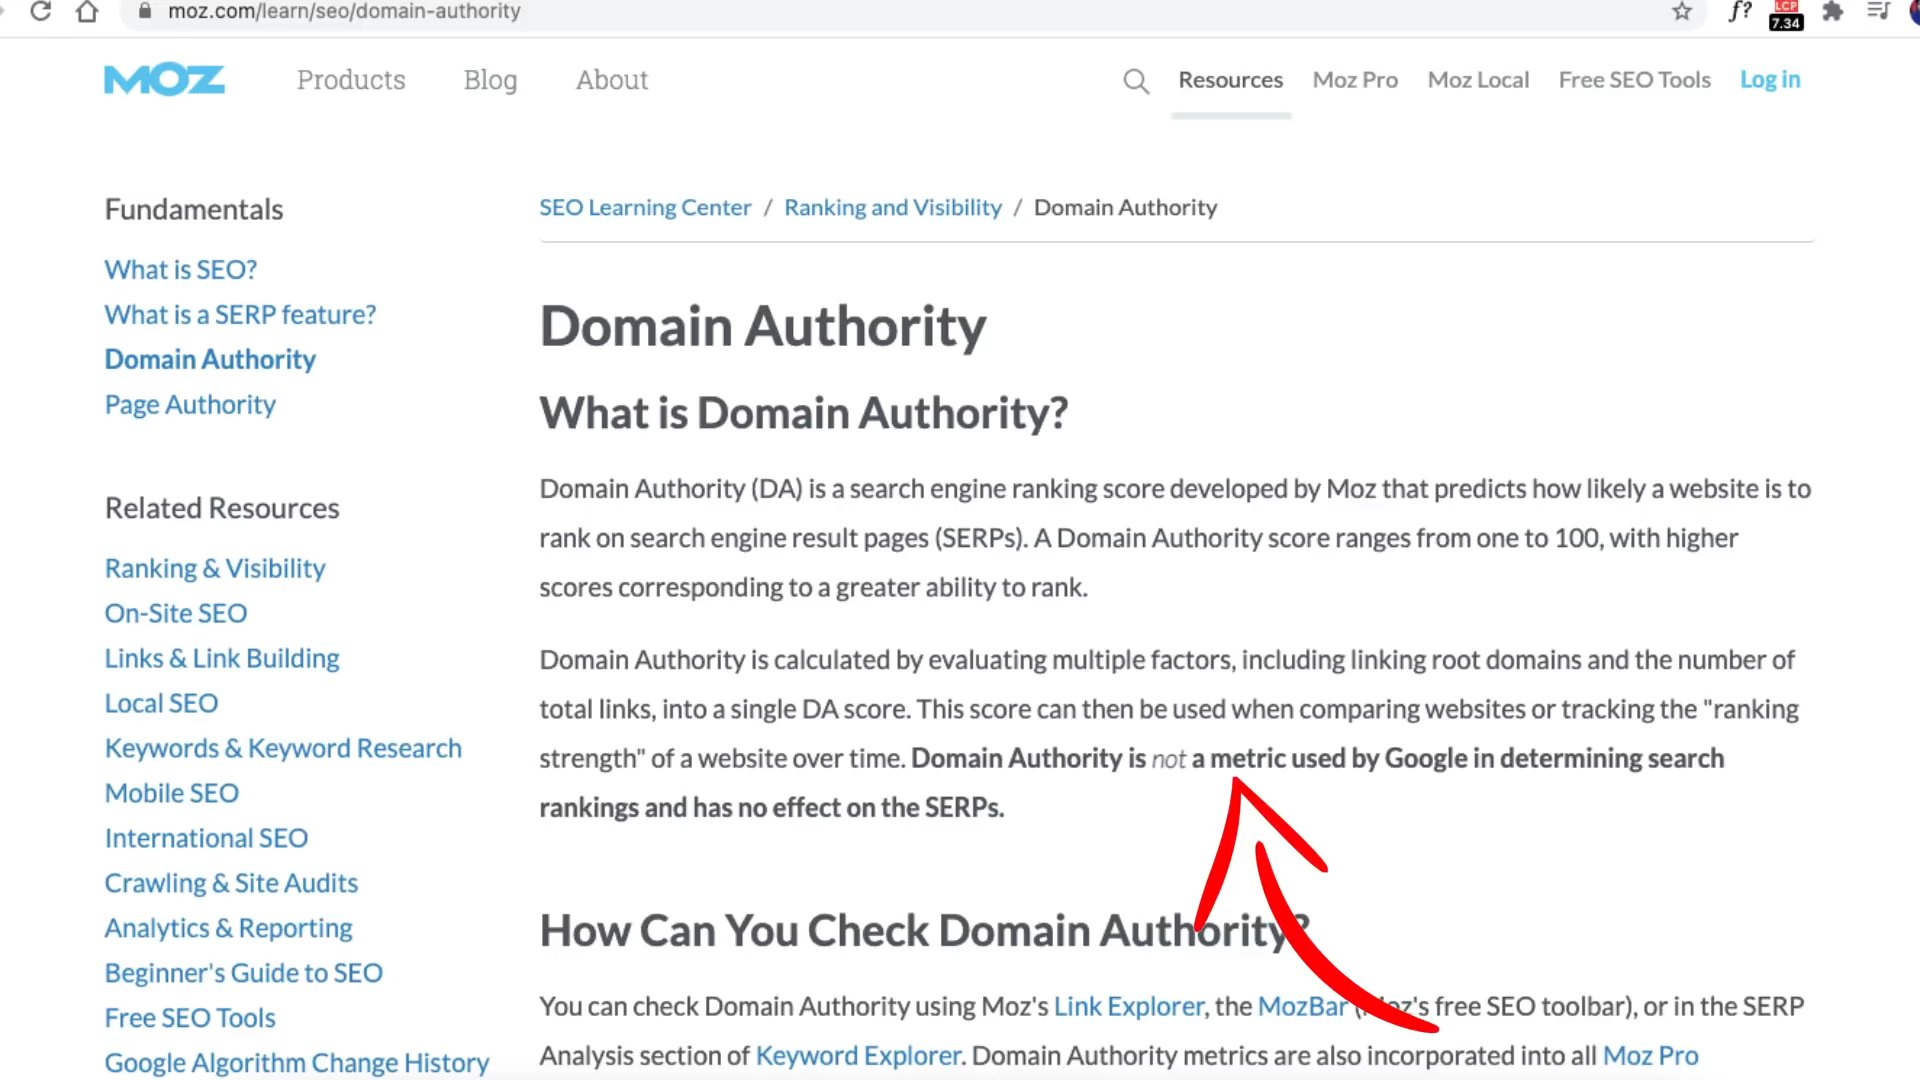 moz.com/learn/seo/domain-authority
f?
LCP
7.34
MOZ
Products
Blog
About
Resources
Moz Pro
Moz Local
Free SEO Tools
Log in
Fundamentals
What is SEO?
What is a SERP feature?
Domain Authority
Page Authority
Related Resources
Ranking & Visibility
On-Site SEO
Links & Link Building
Local SEO
Keywords & Keyword Research
Mobile SEO
International SEO
Crawling & Site Audits
Analytics & Reporting
Beginner's Guide to SEO
Free SEO Tools
Google Algorithm Change History
SEO Learning Center / Ranking and Visibility / Domain Authority
Domain Authority
What is Domain Authority?
Domain Authority (DA) is a search engine ranking score developed by Moz that predicts how likely a website is to
rank on search engine result pages (SERPs). A Domain Authority score ranges from one to 100, with higher
scores corresponding to a greater ability to rank.
Domain Authority is calculated by evaluating multiple factors, including linking root domains and the number of
total links, into a single DA score. This score can then be used when comparing websites or tracking the "ranking
strength" of a website over time. Domain Authority is not a metric used by Google in determining search
rankings and has no effect on the SERPs.
How Can You Check Domain Authority?
You can check Domain Authority using Moz's Link Explorer, the MozBar (Moz's free SEO toolbar), or in the SERP
Analysis section of Keyword Explorer. Domain Authority metrics are also incorporated into all Moz Pro